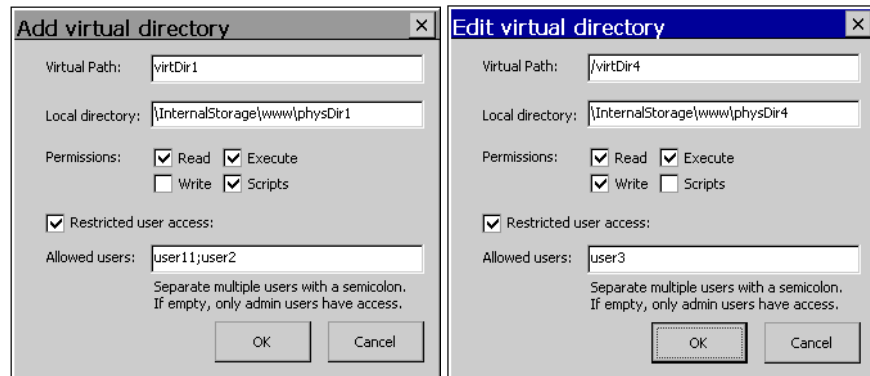 Add virtual directory
Virtual Path: virtDir1
Local directory: \InternalStorage\www\physDir1
Permissions: Read Execute
Write Scripts
Restricted user access:
Allowed users: user11;user2
Separate multiple users with a semicolon.
If empty, only admin users have access.
OK Cancel
Edit virtual directory
Virtual Path: /virtDir4
Local directory: \InternalStorage\www\physDir4
Permissions: Read Execute
Write Scripts
Restricted user access:
Allowed users: user3
Separate multiple users with a semicolon.
If empty, only admin users have access.
OK Cancel